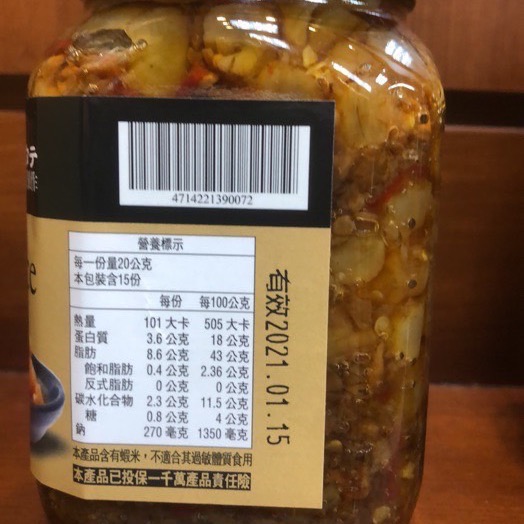 4714221390072
營養標示
每一份量20公克
本包裝含15份
每份 每100公克
熱量 101 大卡 505 大卡
蛋白質 3.6 公克 18 公克
脂肪 8.6 公克 43 公克
飽和脂肪 0.4 公克 2.36 公克
反式脂肪 0 公克 0 公克
碳水化合物 2.3 公克 11.5 公克
糖 0.8 公克 4 公克
鈉 270 毫克 1350 毫克
本產品含有蝦米，不適合其過敏體質食用
本產品已投保一千萬產品責任險
有效2021.01.15